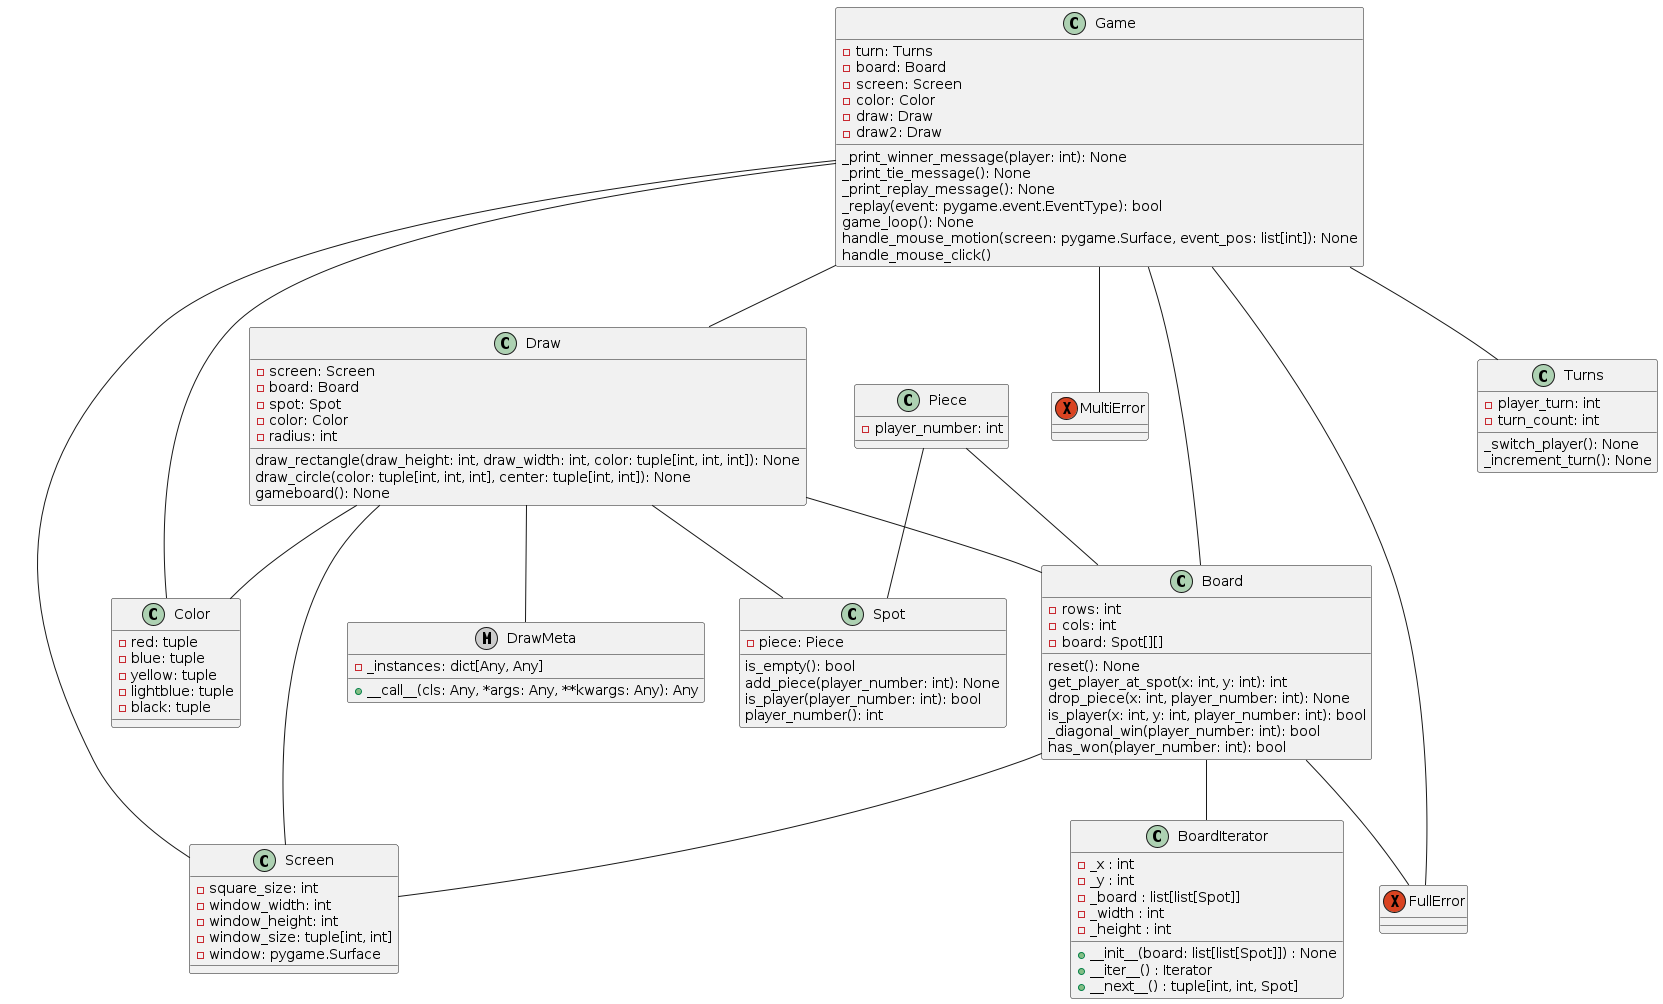 C Game
turn: Turns
board: Board
screen: Screen
color: Color
draw: Draw
draw2: Draw
_print_winner_message(player: int): None
_print_tie_message(): None
_print_replay_message(): None
_replay(event: pygame.event.EventType): bool
game_loop(): None
handle_mouse_motion(screen: pygame.Surface, event_pos: list[int]): None
handle_mouse_click()
C Draw
screen: Screen
board: Board
spot: Spot
color: Color
radius: int
draw_rectangle(draw_height: int, draw_width: int, color: tuple[int, int, int]): None
draw_circle(color: tuple[int, int, int], center: tuple[int, int]): None
gameboard(): None
C Piece
player_number: int
X MultiError
C Turns
player_turn: int
turn_count: int
_switch_player(): None
_increment_turn(): None
C Color
red: tuple
blue: tuple
yellow: tuple
lightblue: tuple
black: tuple
M DrawMeta
_instances: dict[Any, Any]
__call__(cls: Any, *args: Any, **kwargs: Any): Any
C Spot
piece: Piece
is_empty(): bool
add_piece(player_number: int): None
is_player(player_number: int): bool
player_number(): int
C Board
rows: int
cols: int
board: Spot[][]
reset(): None
get_player_at_spot(x: int, y: int): int
drop_piece(x: int, player_number: int): None
is_player(x: int, y: int, player_number: int): bool
_diagonal_win(player_number: int): bool
has_won(player_number: int): bool
C Screen
square_size: int
window_width: int
window_height: int
window_size: tuple[int, int]
window: pygame.Surface
C BoardIterator
_x : int
_y : int
_board : list[list[Spot]]
_width : int
_height : int
__init__(board: list[list[Spot]]) : None
__iter__() : Iterator
__next__() : tuple[int, int, Spot]
X FullError